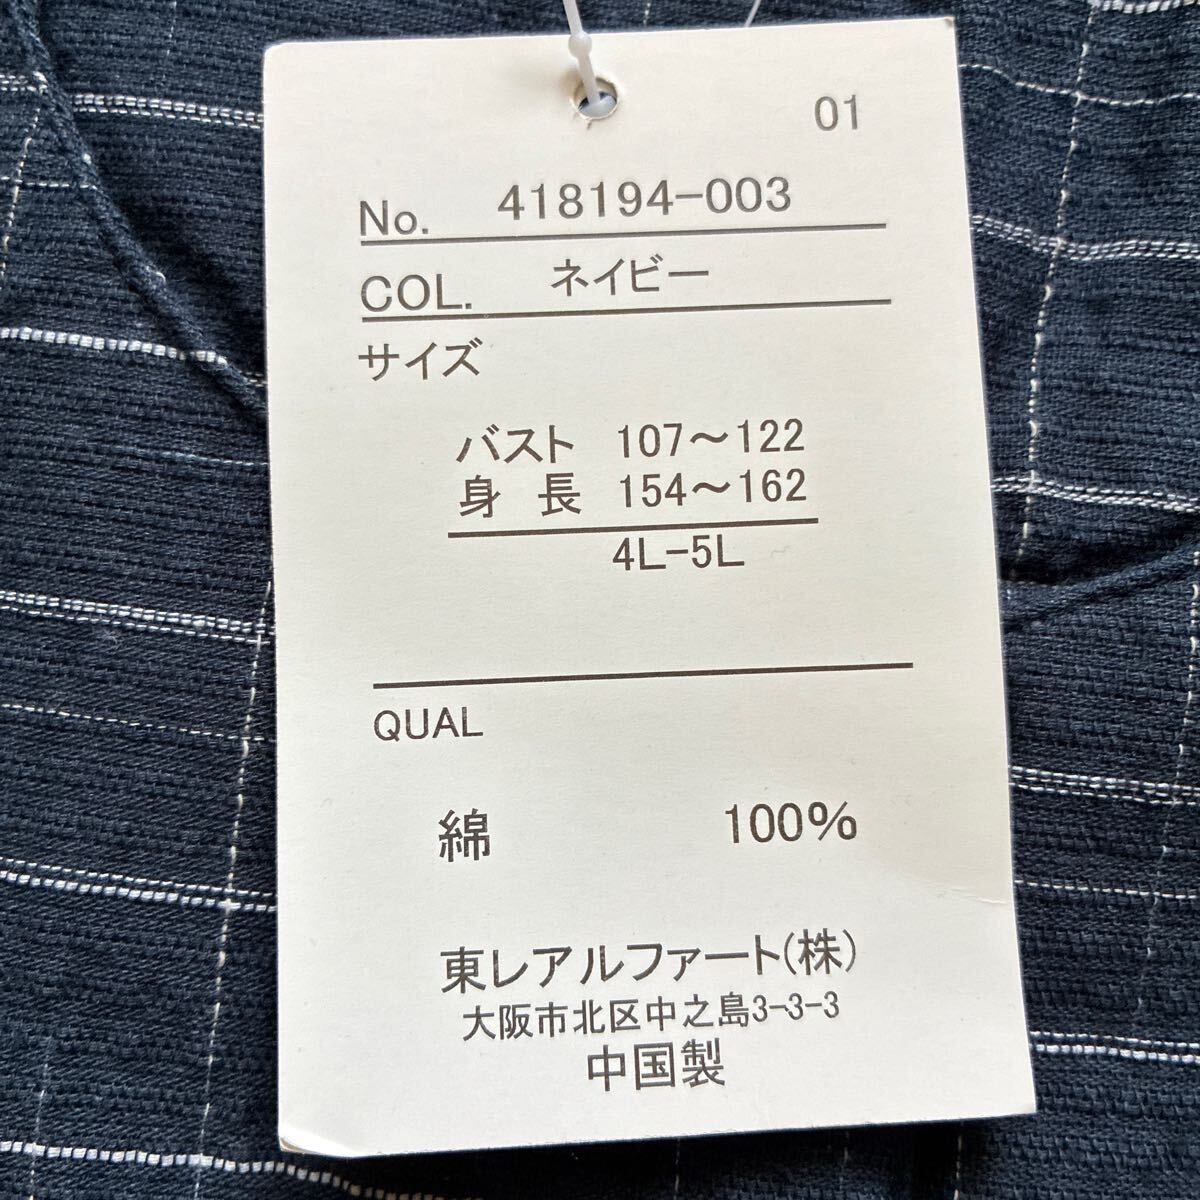 01
No. 418194-003
COL. ネイビー
サイズ
バスト 107～122
身 長 154～162
4L-5L
QUAL
綿 100%
東レアルファート(株)
大阪市北区中之島3-3-3
中国製